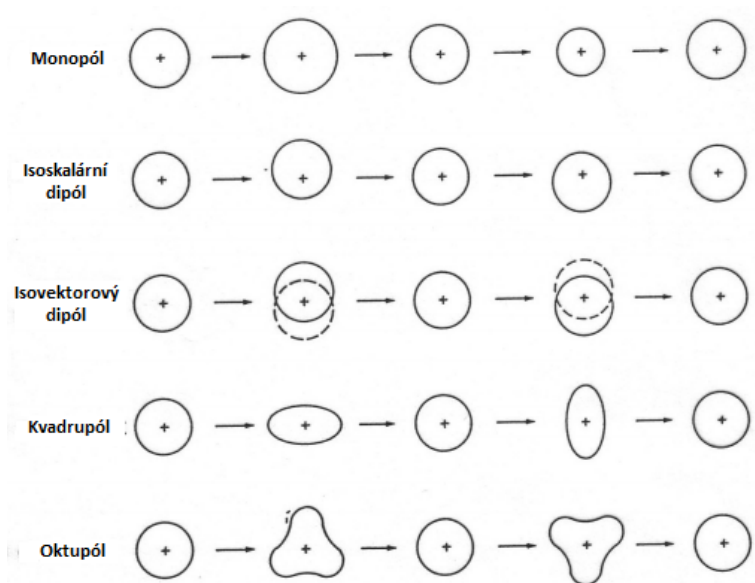 Monopól
Isoskalární
dipól
Isovektorový
dipól
Kvadrupól
Oktupól